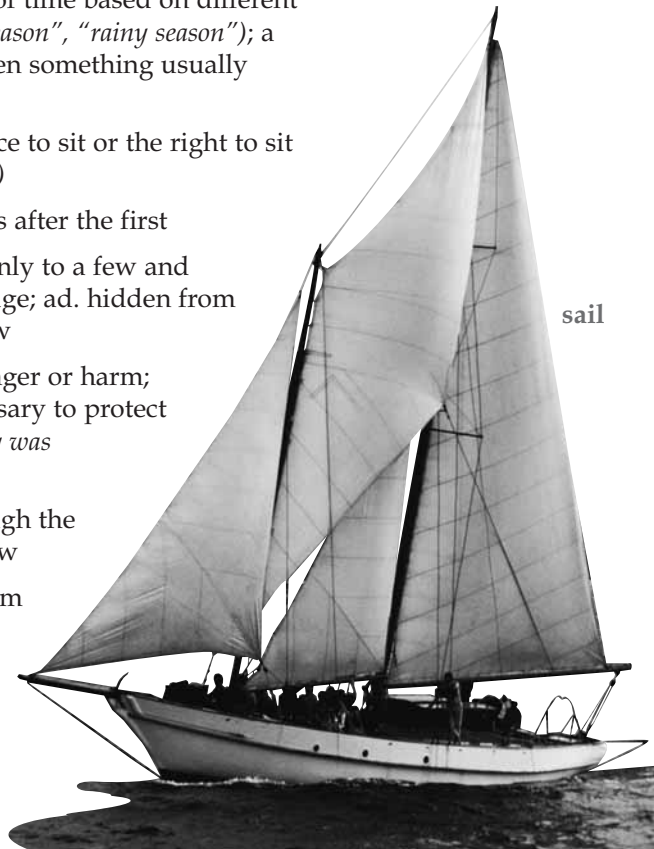 of time based on different
eason”, “rainy season”); a
en something usually
ce to sit or the right to sit
)
s after the first
nly to a few and
ge; ad. hidden from
w
ger or harm;
sary to protect
was
gh the
w
m
sail